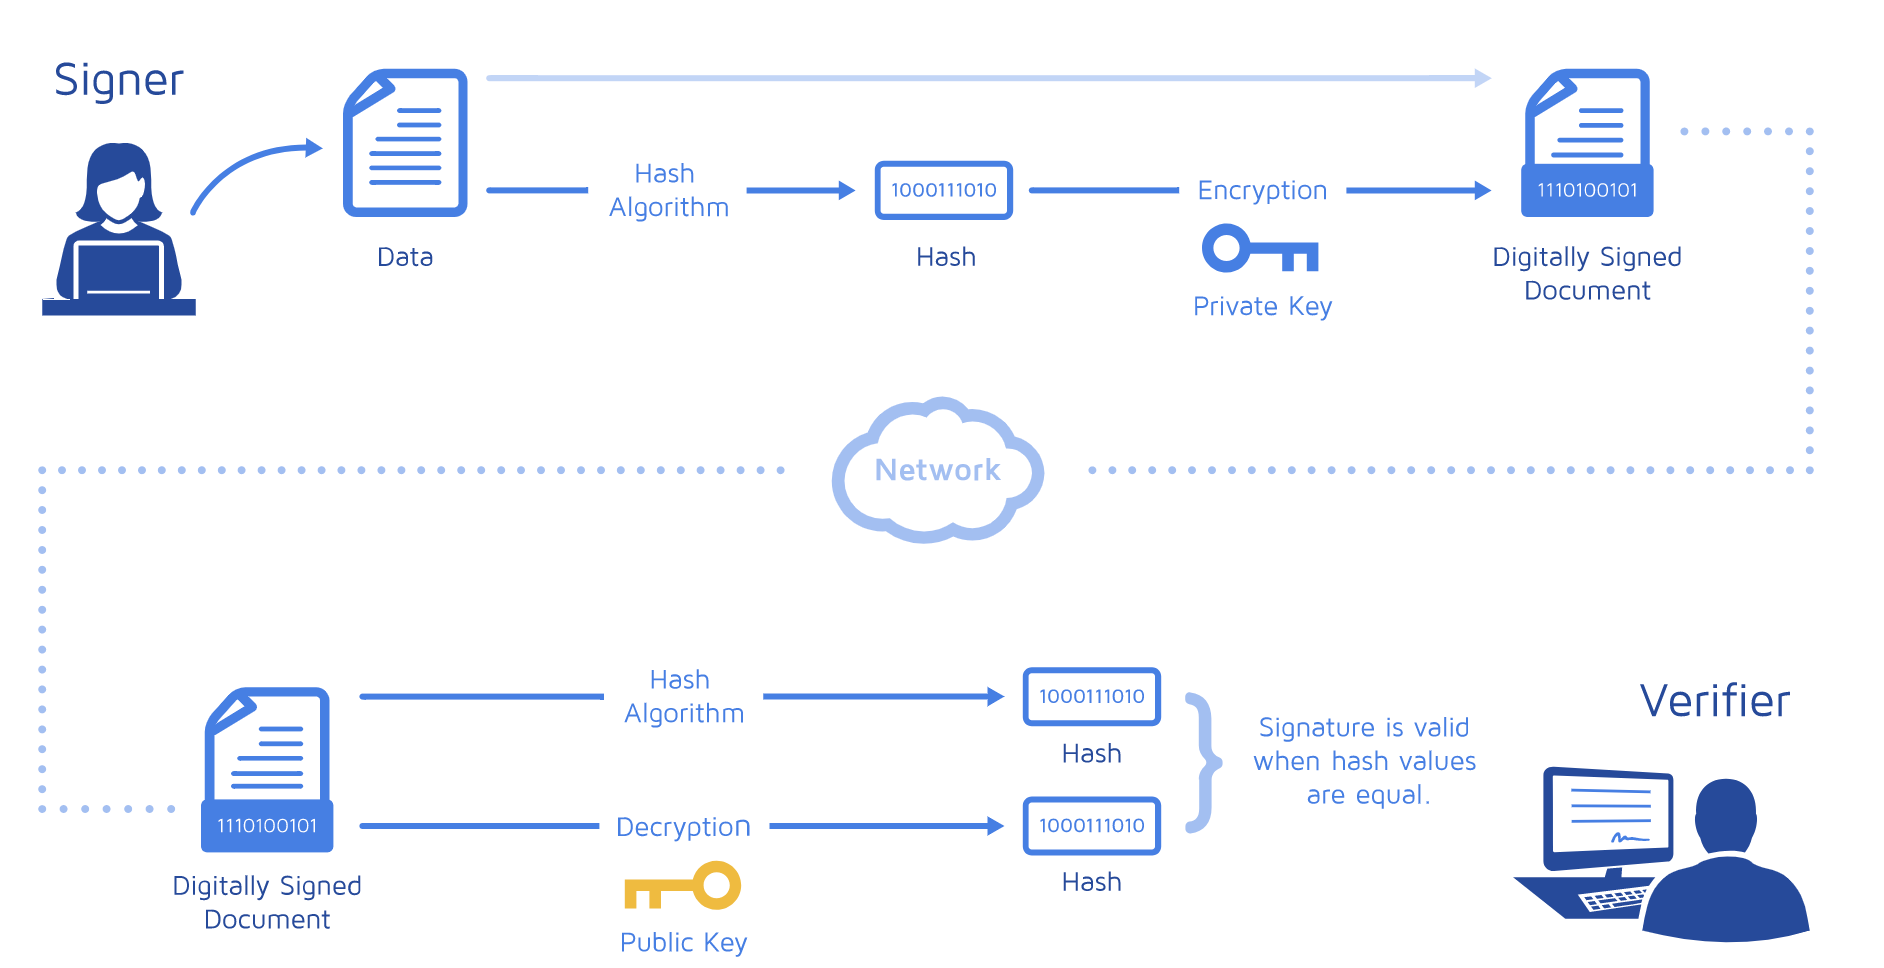 Signer
Hash
Algorithm
1000111010
Encryption
1110100101
Data
Hash
Private Key
Digitally Signed
Document
Network
Hash
Algorithm
1000111010
Hash
1110100101
Decryption
1000111010
Hash
Digitally Signed
Document
Public Key
Signature is valid
when hash values
are equal.
Verifier